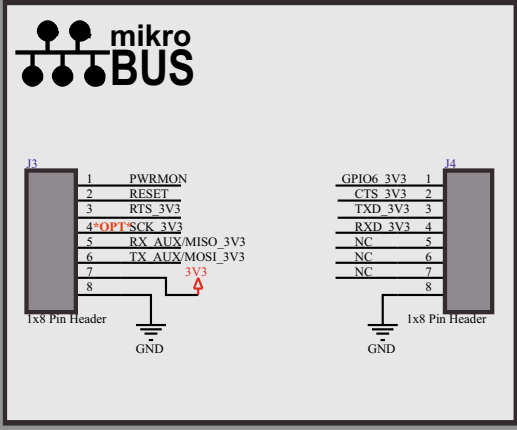 mikro
BUS
J3
1 PWRMON
2 RESET
3 RTS_3V3
4 *OPT* SCK_3V3
5 RX_AUX/MISO_3V3
6 TX_AUX/MOSI_3V3
7 3V3
8
1x8 Pin Header
GND
J4
GPIO6_3V3 1
CTS_3V3 2
TXD_3V3 3
RXD_3V3 4
NC 5
NC 6
NC 7
8
1x8 Pin Header
GND